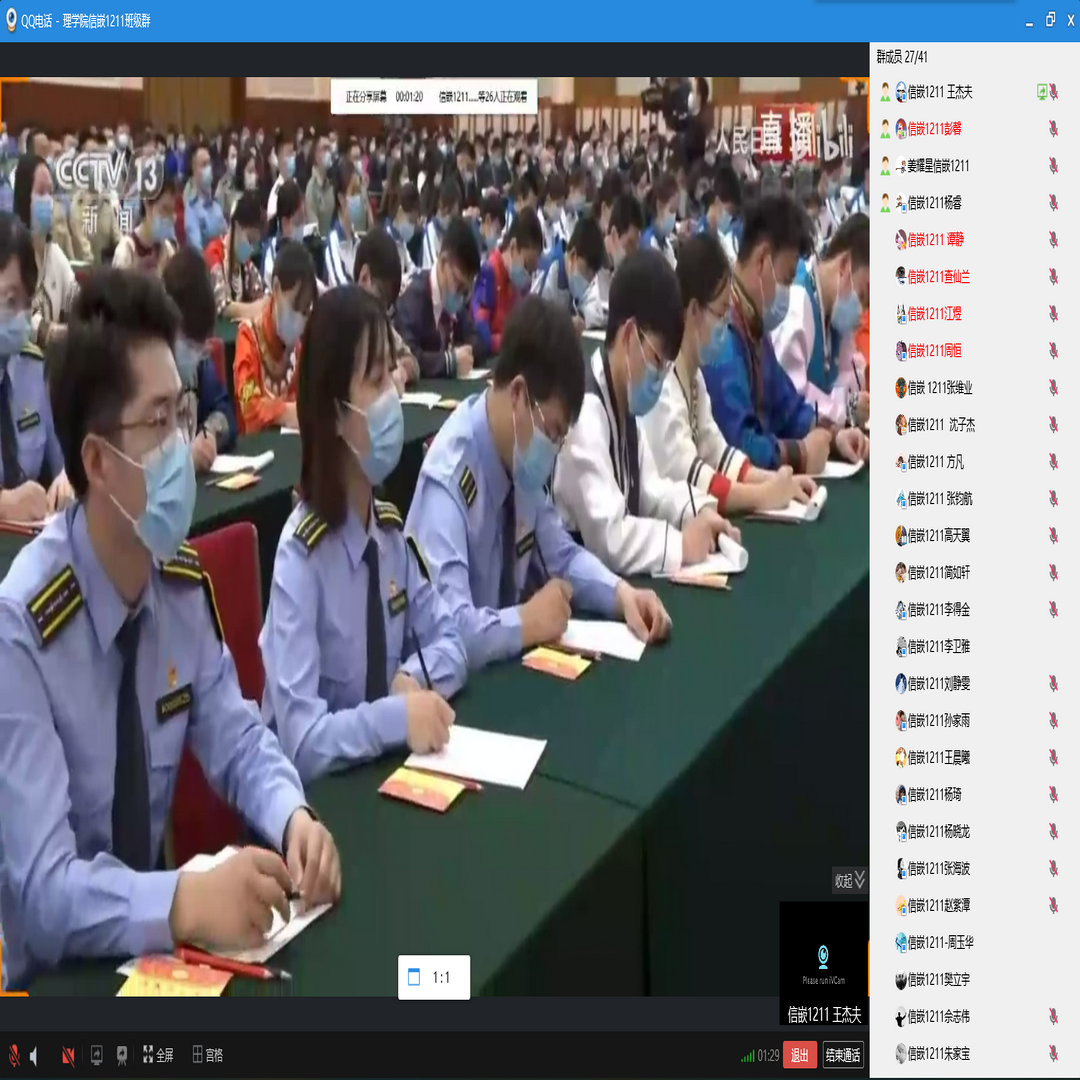 QQ电话 - 理学院信嵌1211班级群
正在分享屏幕 00:01:20 信嵌1211......等26人正在观看
CCTV 13
新闻
人民日
直播
bilibili
收起
Please run iVCam
信嵌1211 王杰夫
1:1
全屏
宫格
01:29
退出
结束通话
群成员 27/41
信嵌1211 王杰夫
信嵌1211彭馨
姜耀星信嵌1211
信嵌1211杨睿
信嵌1211 谭静
信嵌1211查仙兰
信嵌1211江煜
信嵌1211周恒
信嵌 1211张维业
信嵌1211 沈子杰
信嵌1211 方凡
信嵌1211 张钧航
信嵌1211高天翼
信嵌1211简如轩
信嵌1211李得全
信嵌1211李卫雅
信嵌1211刘静雯
信嵌1211孙家雨
信嵌1211王晨曦
信嵌1211杨琦
信嵌1211杨晓龙
信嵌1211张海波
信嵌1211赵紫潭
信嵌1211-周玉华
信嵌1211樊立宇
信嵌1211余志伟
信嵌1211朱家宝